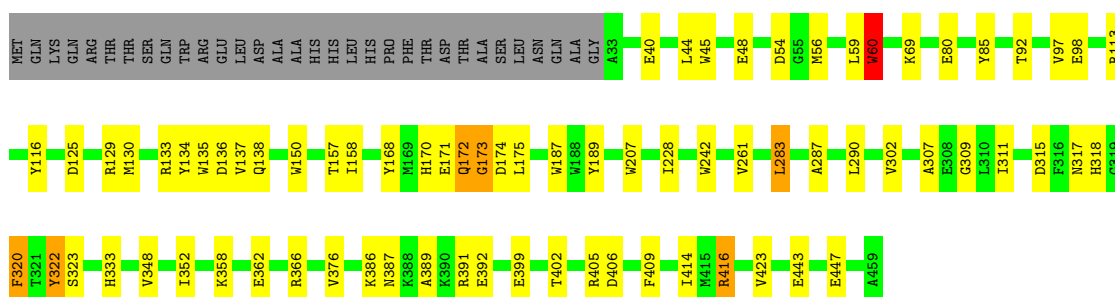 MET GLN LYS GLN ARG THR THR SER GLN TRP ARG GLU LEU ASP ALA ALA HIS HIS LEU HIS PRO PHE THR ASP THR ALA SER LEU ASN GLN ALA GLY A33 E40 L44 W45 E48 D54 G55 M56 L59 W60 K69 E80 Y85 T92 V97 E98 R113
Y116 D125 R129 M130 R133 Y134 W135 D136 V137 Q138 W150 T157 I158 Y168 M169 H170 E171 Q172 G173 D174 L175 W187 W188 Y189 W207 I228 W242 V261 L283 A287 L290 V302 A307 E308 G309 L310 I311 D315 F316 N317 H318 G319
F320 T321 Y322 S323 H333 V348 I352 K358 E362 R366 V376 K386 N387 K388 A389 K390 R391 E392 E399 T402 R405 D406 F409 I414 M415 R416 V423 E443 E447 A459